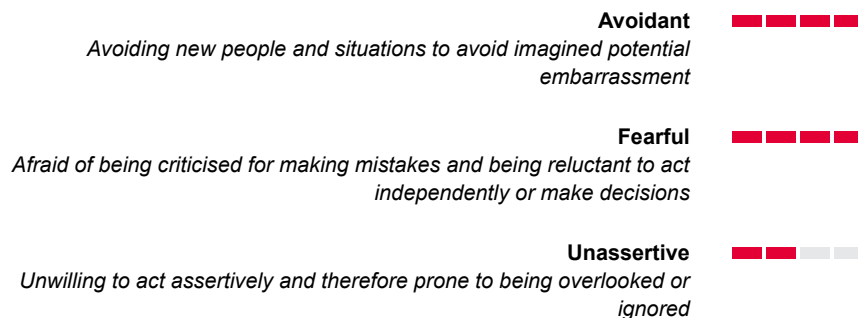 Avoidant
Avoiding new people and situations to avoid imagined potential
embarrassment
Fearful
Afraid of being criticised for making mistakes and being reluctant to act
independently or make decisions
Unassertive
Unwilling to act assertively and therefore prone to being overlooked or
ignored